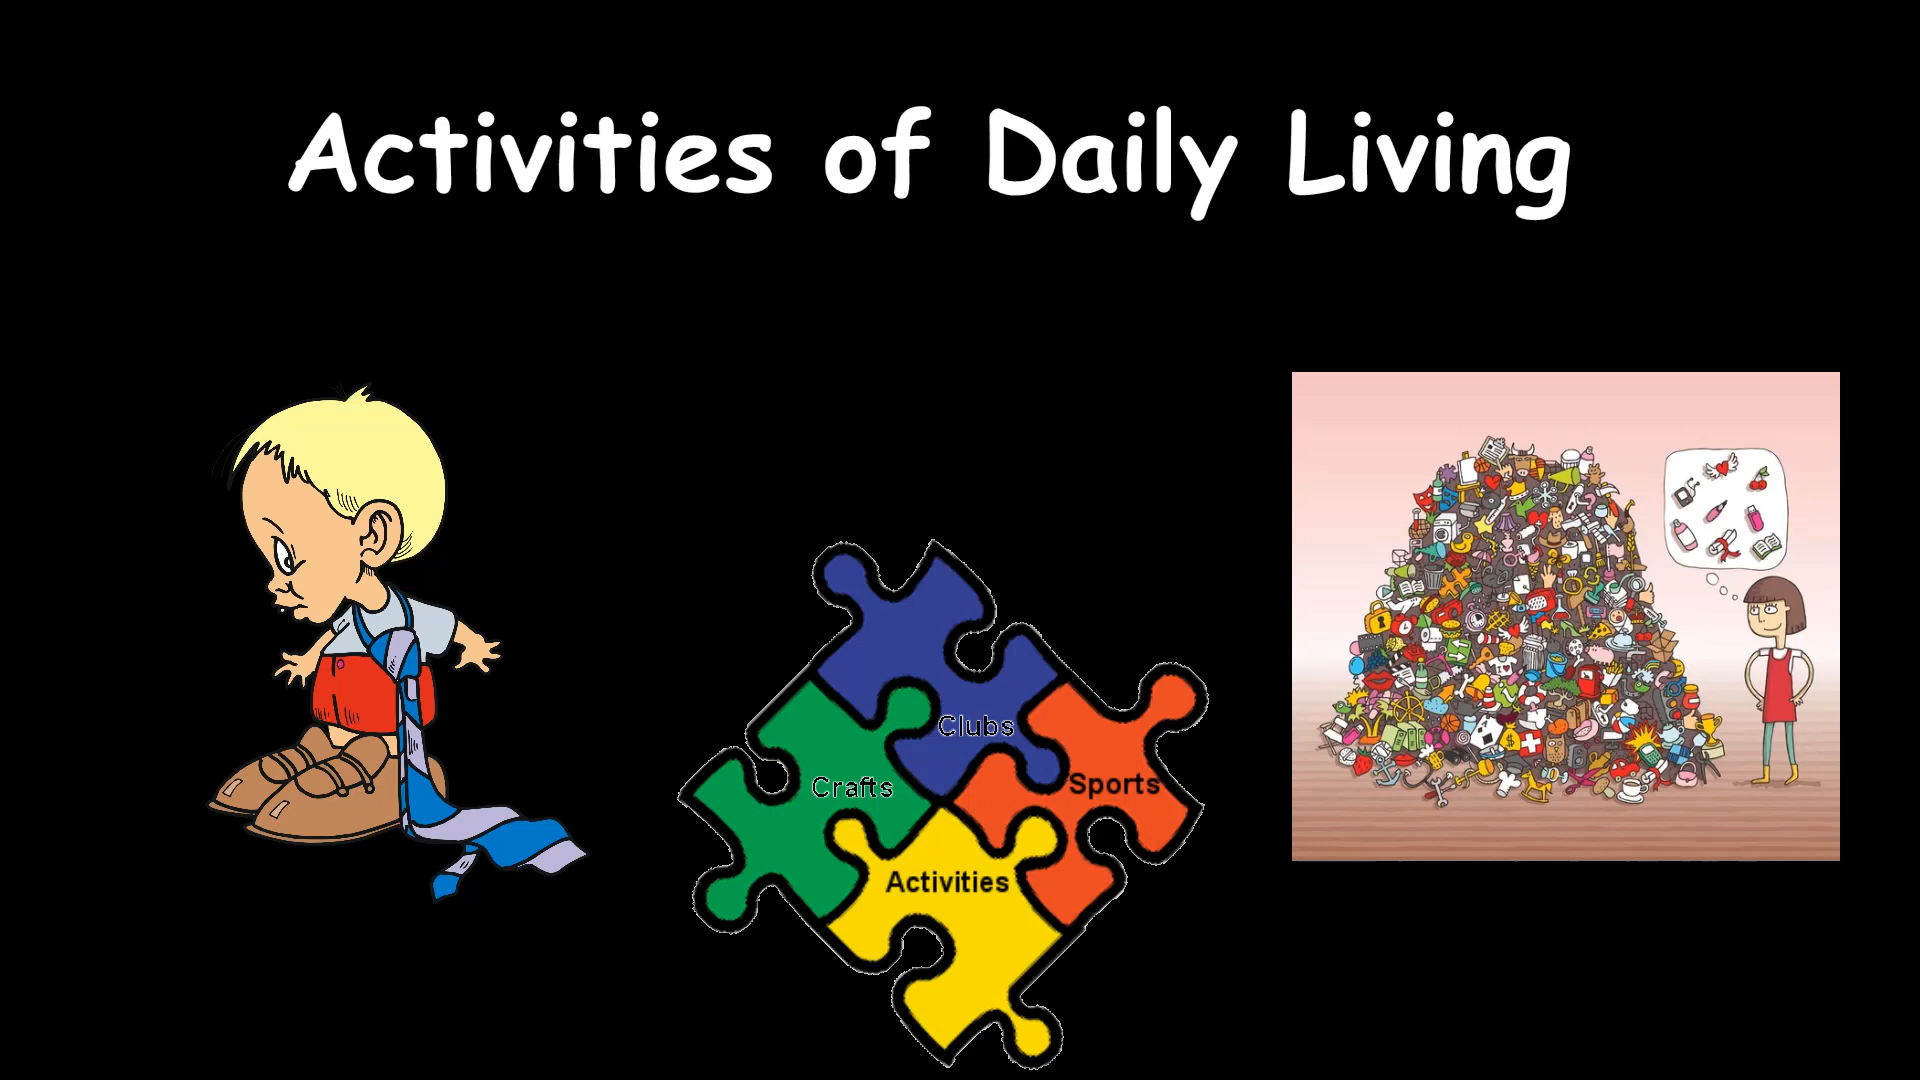 Activities of Daily Living
Clubs
Crafts
Sports
Activities